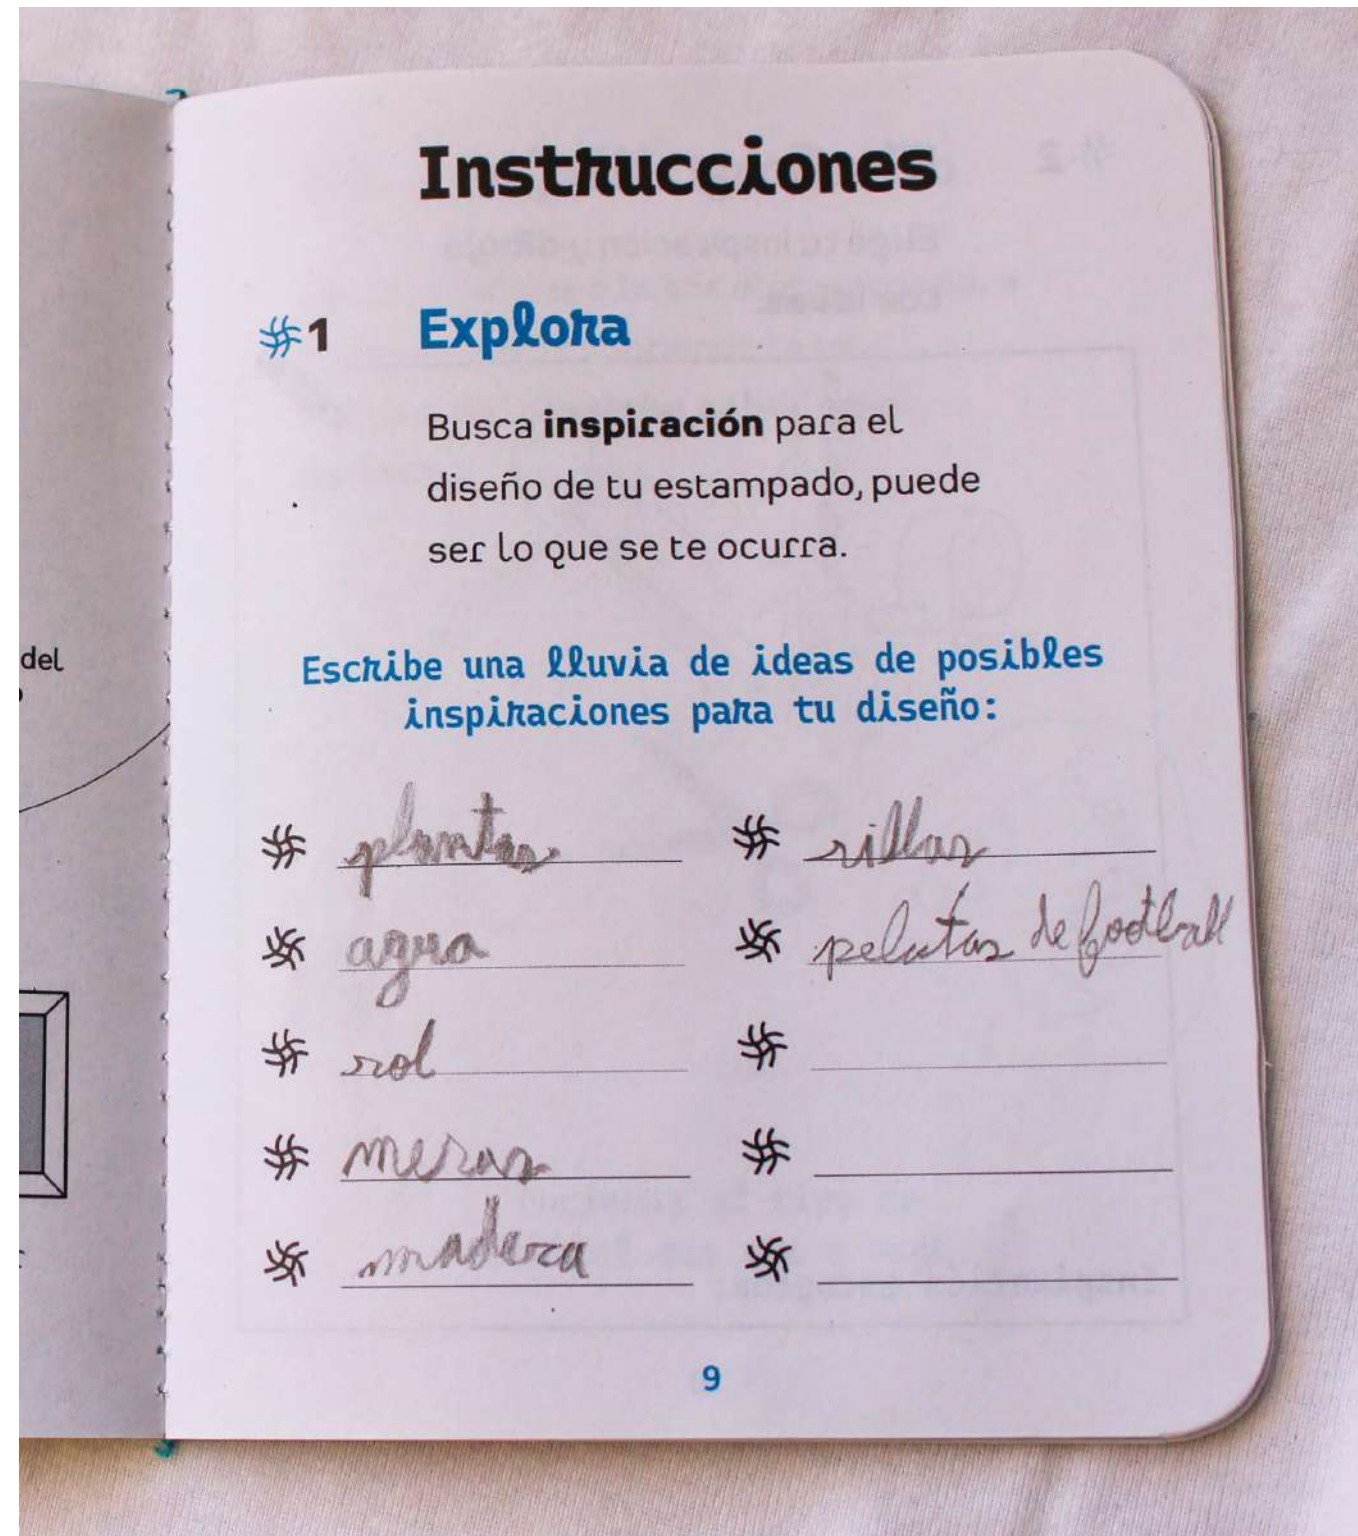 Instrucciones
#1 Explora
Busca inspiración para el
diseño de tu estampado, puede
ser lo que se te ocurra.
del
Escribe una lluvia de ideas de posibles
inspiraciones para tu diseño:
plantas
agua
sol
mesas
madera
sillas
pelotas de football
9